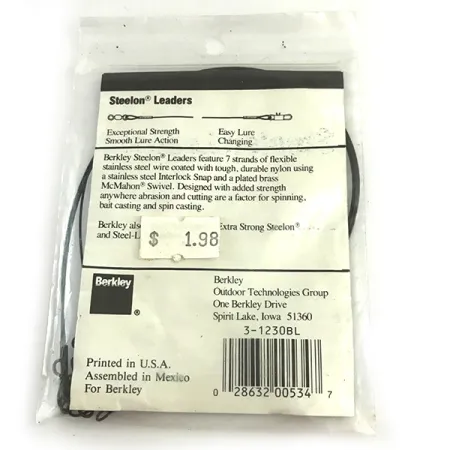 Steelon® Leaders
Exceptional Strength
Smooth Lure Action
Easy Lure
Changing
Berkley Steelon® Leaders feature 7 strands of flexible
stainless steel wire coated with tough, durable nylon using
a stainless steel Interlock Snap and a plated brass
McMahon® Swivel. Designed with added strength
anywhere abrasion and cutting are a factor for spinning,
bait casting and spin casting.
Berkley Extra Strong Steelon®
and Steel-L
$ 1.98
Berkley
®
Berkley
Outdoor Technologies Group
One Berkley Drive
Spirit Lake, Iowa 51360
3-1230BL
Printed in U.S.A.
Assembled in Mexico
For Berkley
0 28632 00534 7